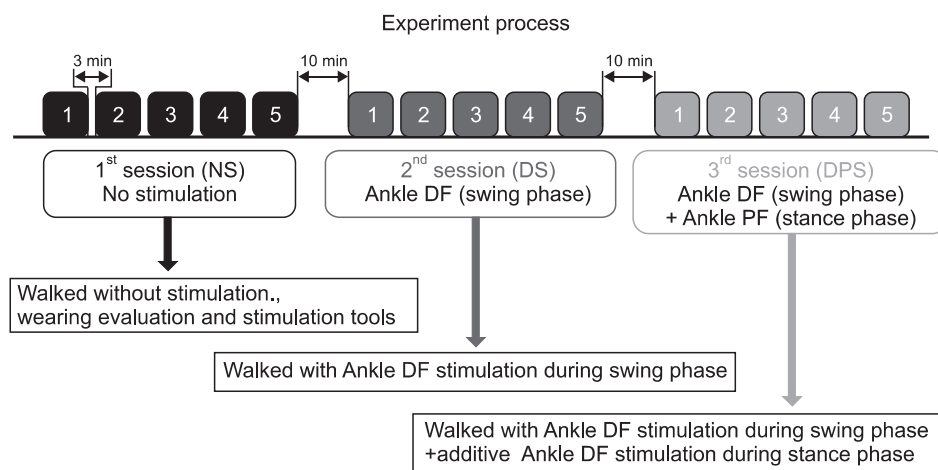 Experiment process
3 min
10 min
10 min
1 2 3 4 5
1 2 3 4 5
1 2 3 4 5
1st session (NS)
No stimulation
2nd session (DS)
Ankle DF (swing phase)
3rd session (DPS)
Ankle DF (swing phase)
+ Ankle PF (stance phase)
Walked without stimulation.,
wearing evaluation and stimulation tools
Walked with Ankle DF stimulation during swing phase
Walked with Ankle DF stimulation during swing phase
+additive Ankle DF stimulation during stance phase